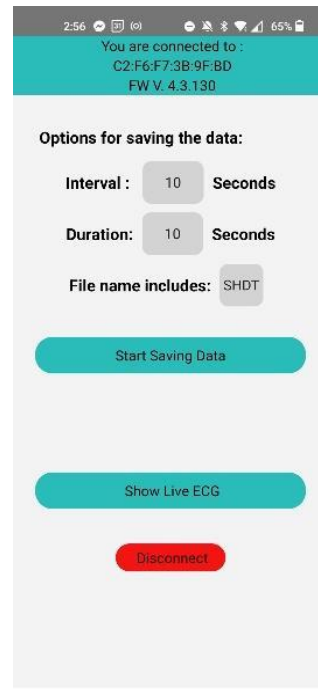 2:56 31 65%
You are connected to :
C2:F6:F7:3B:9F:BD
FW V. 4.3.130
Options for saving the data:
Interval : 10 Seconds
Duration: 10 Seconds
File name includes: SHDT
Start Saving Data
Show Live ECG
Disconnect